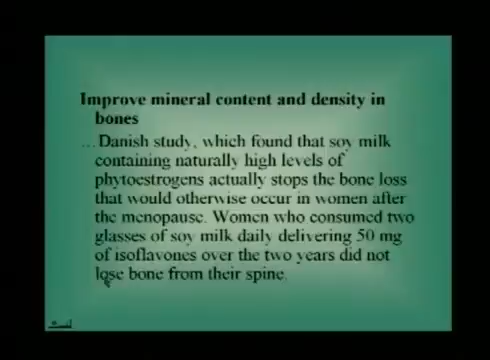 Improve mineral content and density in
bones
...Danish study, which found that soy milk
containing naturally high levels of
phytoestrogens actually stops the bone loss
that would otherwise occur in women after
the menopause. Women who consumed two
glasses of soy milk daily delivering 50 mg
of isoflavones over the two years did not
lose bone from their spine.